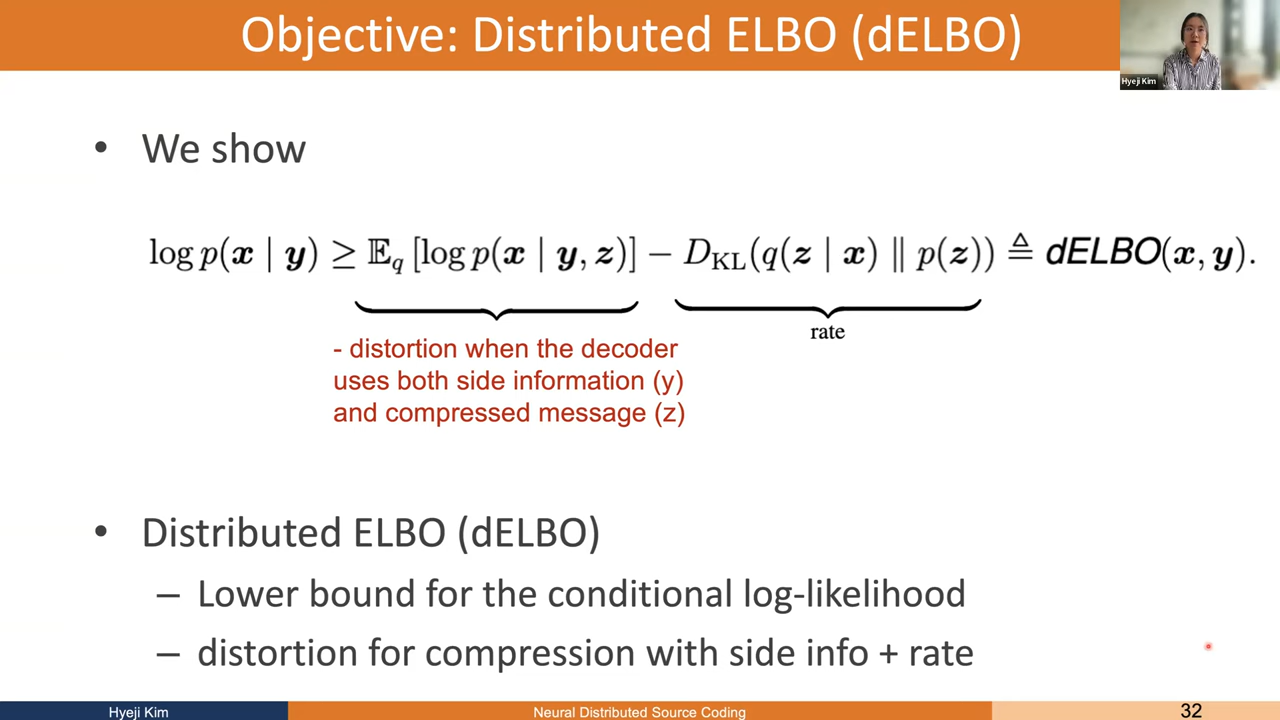 Objective: Distributed ELBO (dELBO)
Hyeji Kim
• We show
log p(x | y) ≥ 𝔼_q [log p(x | y, z)] − D_KL(q(z | x) ∥ p(z)) ≜ dELBO(x, y).
rate
- distortion when the decoder
uses both side information (y)
and compressed message (z)
• Distributed ELBO (dELBO)
– Lower bound for the conditional log-likelihood
– distortion for compression with side info + rate
Hyeji Kim
Neural Distributed Source Coding
32